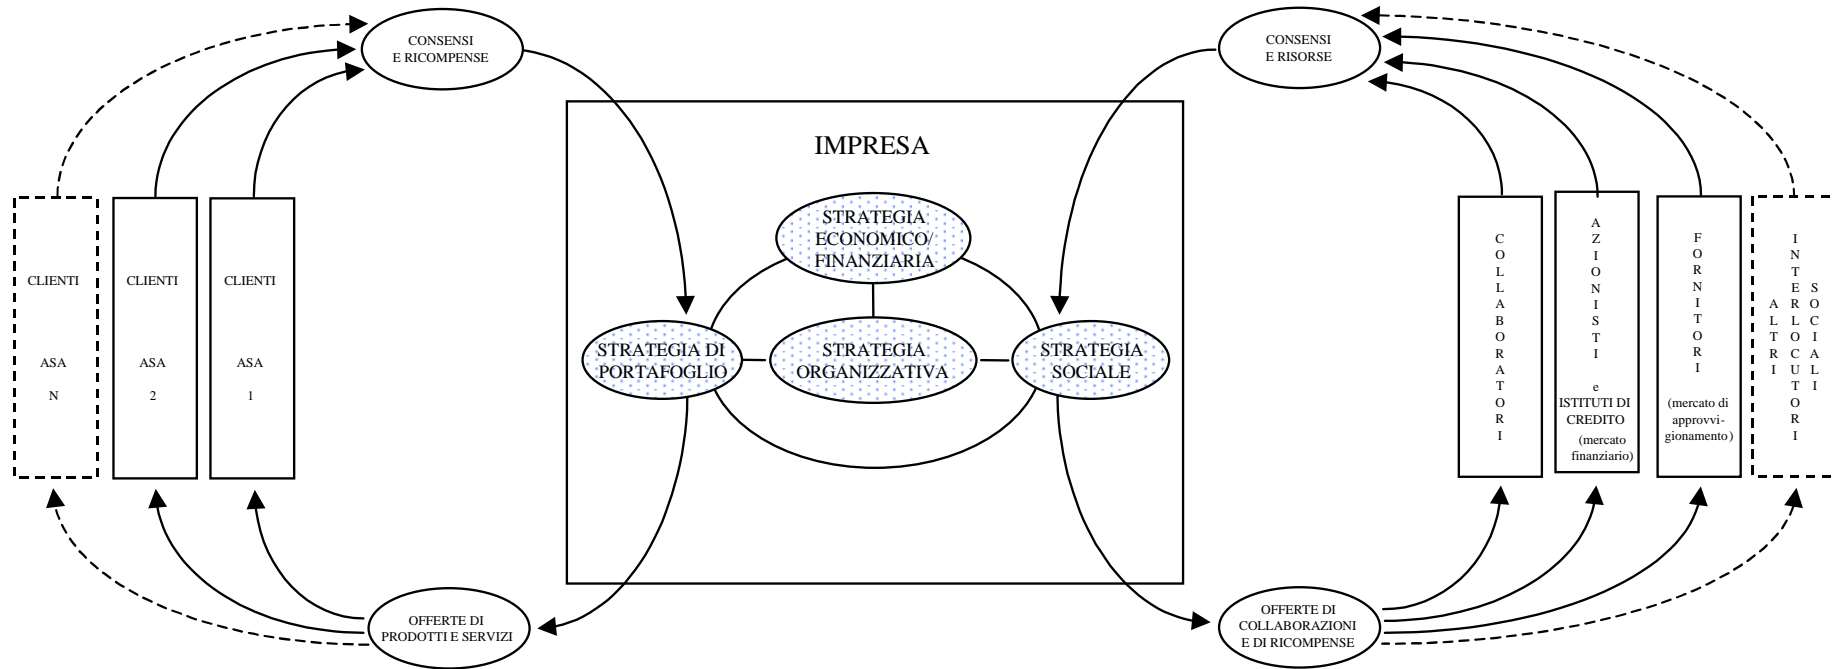 CONSENSI
E RICOMPENSE
CONSENSI
E RISORSE
IMPRESA
STRATEGIA
ECONOMICO/
FINANZIARIA
STRATEGIA DI
PORTAFOGLIO
STRATEGIA
ORGANIZZATIVA
STRATEGIA
SOCIALE
CLIENTI
ASA
N
CLIENTI
ASA
2
CLIENTI
ASA
1
COLLABORATORI
AZIONISTI
e
ISTITUTI DI
CREDITO
(mercato
finanziario)
FORNITORI
(mercato di
approvvi-
gionamento)
ALTRI
INTERLOCUTORI
SOCIALI
OFFERTE DI
PRODOTTI E SERVIZI
OFFERTE DI
COLLABORAZIONI
E DI RICOMPENSE